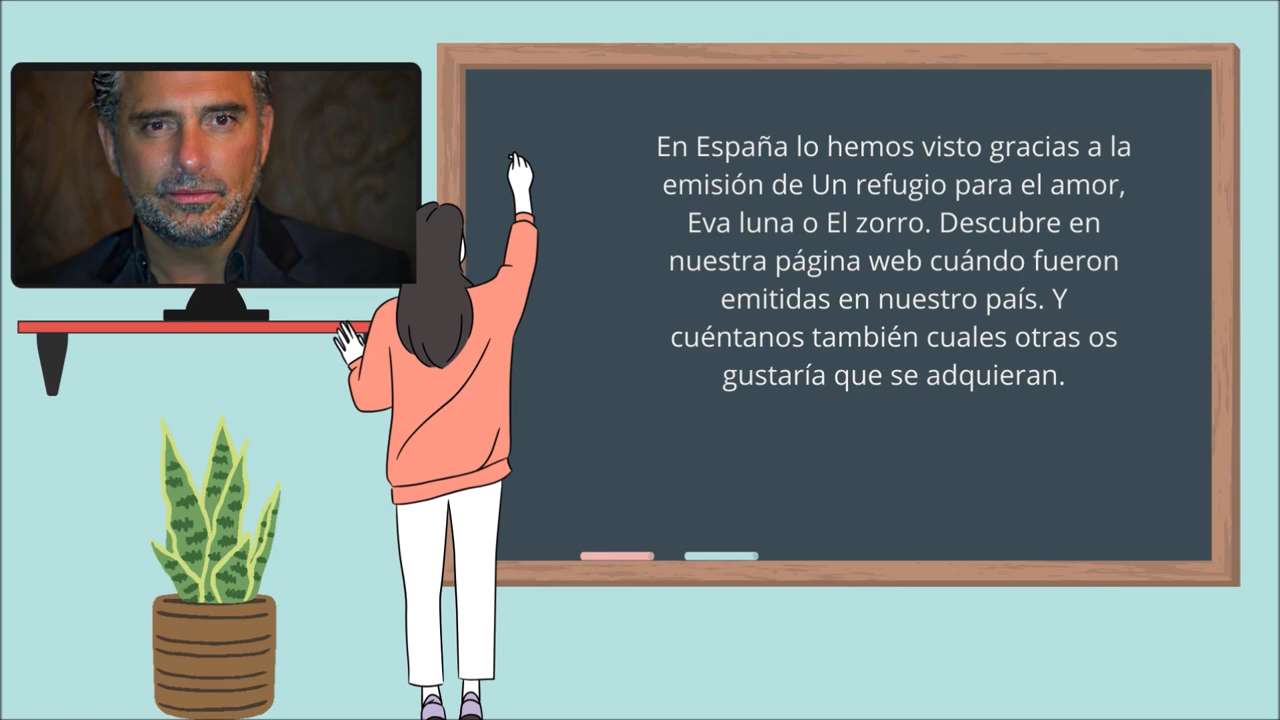 En España lo hemos visto gracias a la
emisión de Un refugio para el amor,
Eva luna o El zorro. Descubre en
nuestra página web cuándo fueron
emitidas en nuestro país. Y
cuéntanos también cuales otras os
gustaría que se adquieran.